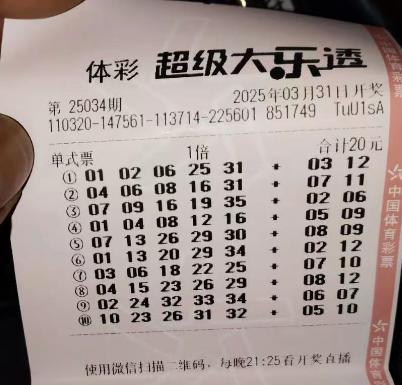 体彩 超级大乐透
第 25034期 2025年03月31日开奖
110320-147561-113714-225601 851749 TuU1sA
单式票 1倍 合计20元
① 01 02 06 25 31 + 03 12
② 04 06 08 16 31 + 07 11
③ 07 09 16 19 35 + 02 06
④ 01 04 08 12 16 + 05 09
⑤ 07 13 26 29 30 + 08 09
⑥ 01 13 20 29 34 + 02 12
⑦ 03 06 18 22 25 + 07 10
⑧ 04 15 23 26 29 + 08 12
⑨ 02 24 32 33 34 + 06 07
⑩ 10 23 26 31 32 + 05 10
使用微信扫描二维码，每晚21:25看开奖直播
中国体育彩票
中国体育彩票
中国体育